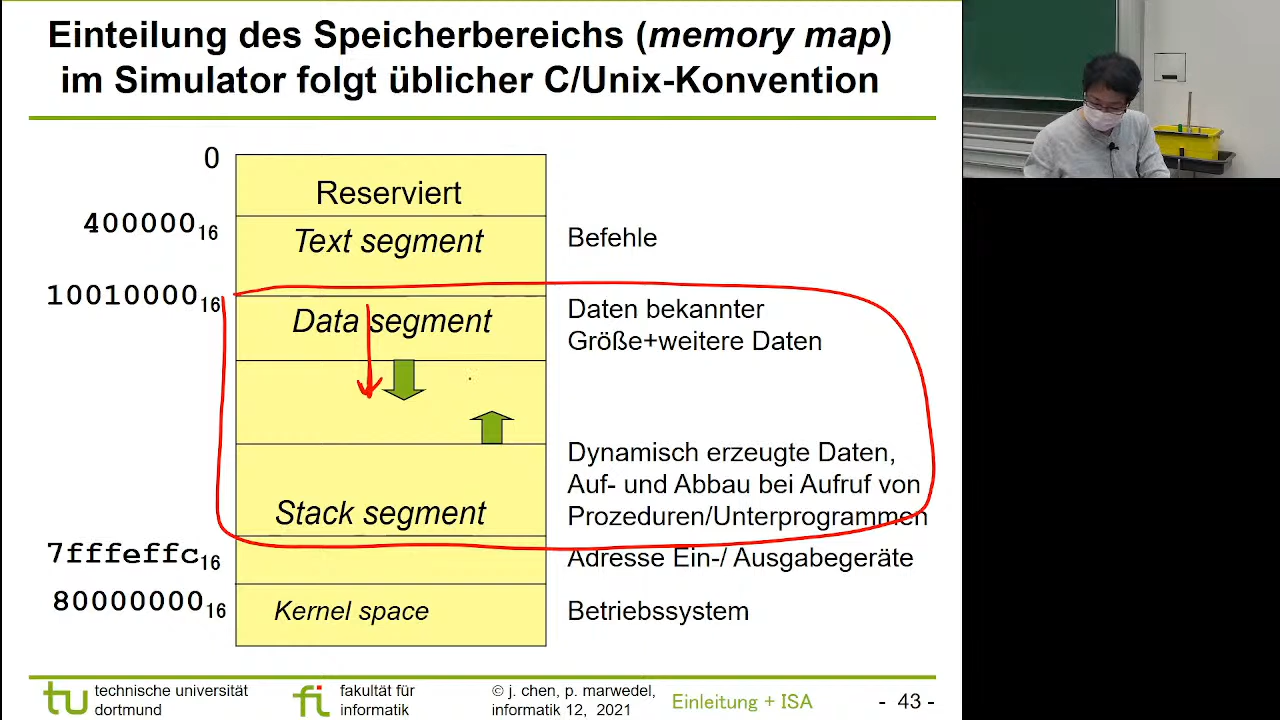 Einteilung des Speicherbereichs (memory map)
im Simulator folgt üblicher C/Unix-Konvention
0
Reserviert
400000₁₆
Text segment
Befehle
10010000₁₆
Data segment
Daten bekannter
Größe+weitere Daten
Dynamisch erzeugte Daten,
Auf- und Abbau bei Aufruf von
Stack segment
Prozeduren/Unterprogrammen
7fffeffc₁₆
Adresse Ein-/ Ausgabegeräte
80000000₁₆
Kernel space
Betriebssystem
tu
technische universität
dortmund
fi
fakultät für
informatik
© j. chen, p. marwedel,
informatik 12, 2021
Einleitung + ISA
- 43 -